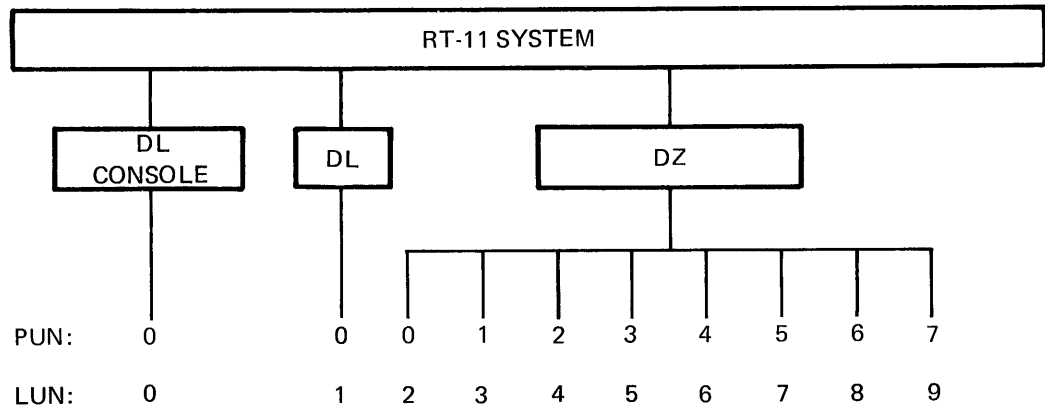 RT-11 SYSTEM
DL
CONSOLE
DL
DZ
PUN: 0 0 0 1 2 3 4 5 6 7
LUN: 0 1 2 3 4 5 6 7 8 9